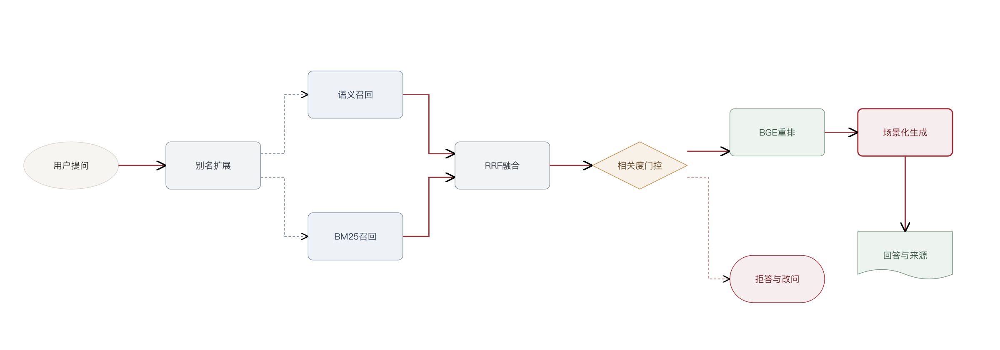 用户提问
别名扩展
语义召回
BM25召回
RRF融合
相关度门控
BGE重排
场景化生成
回答与来源
拒答与改问